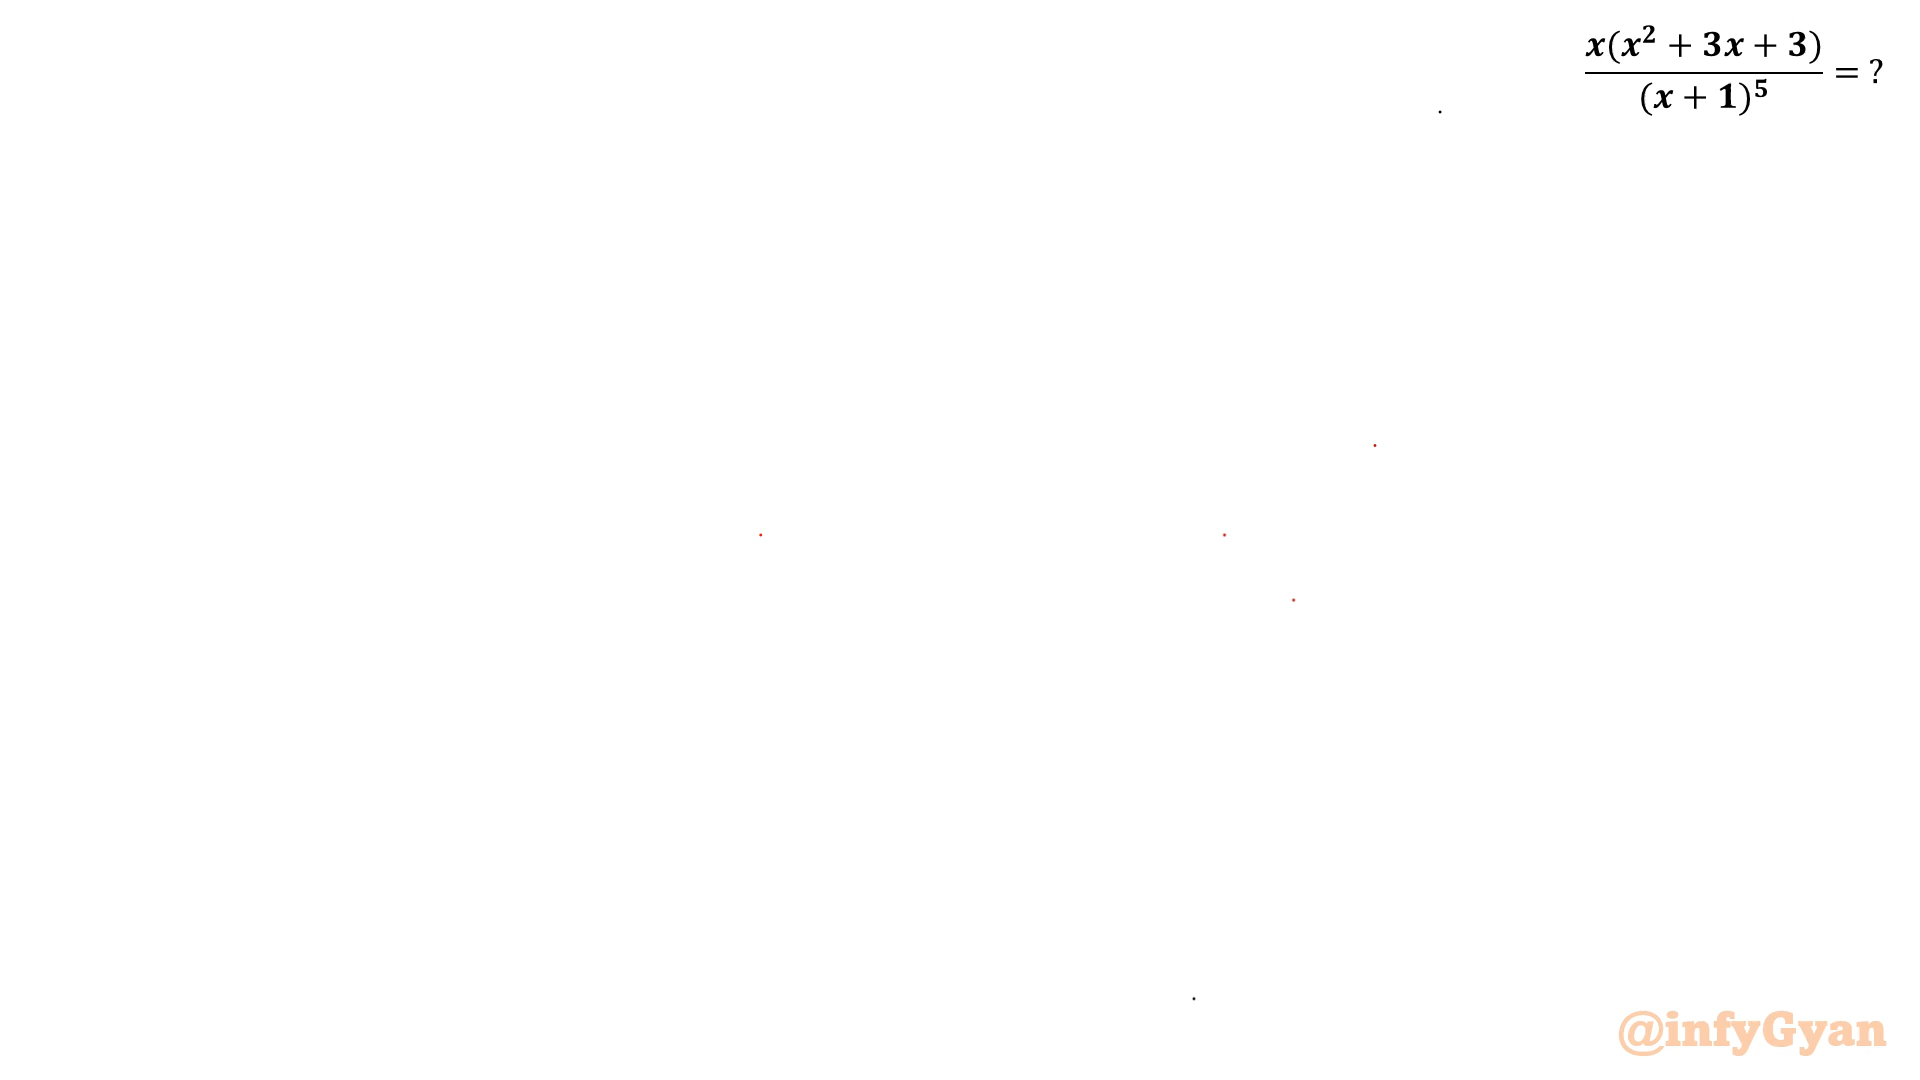 x(x² + 3x + 3)
(x + 1)⁵
= ?
@infyGyan